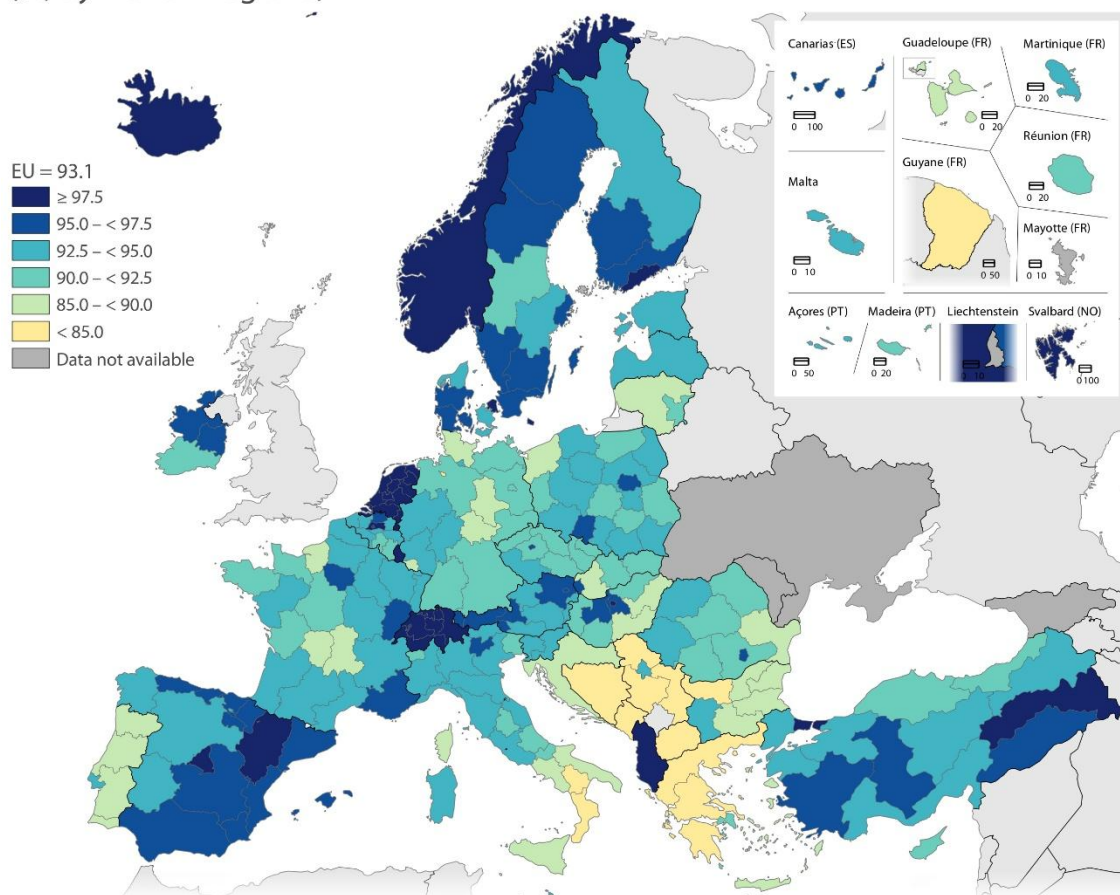 EU = 93.1
≥ 97.5
95.0 – < 97.5
92.5 – < 95.0
90.0 – < 92.5
85.0 – < 90.0
< 85.0
Data not available
Canarias (ES)
0 100
Guadeloupe (FR)
0 20
Martinique (FR)
0 20
Malta
0 10
Guyane (FR)
0 50
Réunion (FR)
0 20
Mayotte (FR)
0 10
Açores (PT)
0 50
Madeira (PT)
0 20
Liechtenstein
0 10
Svalbard (NO)
0 100